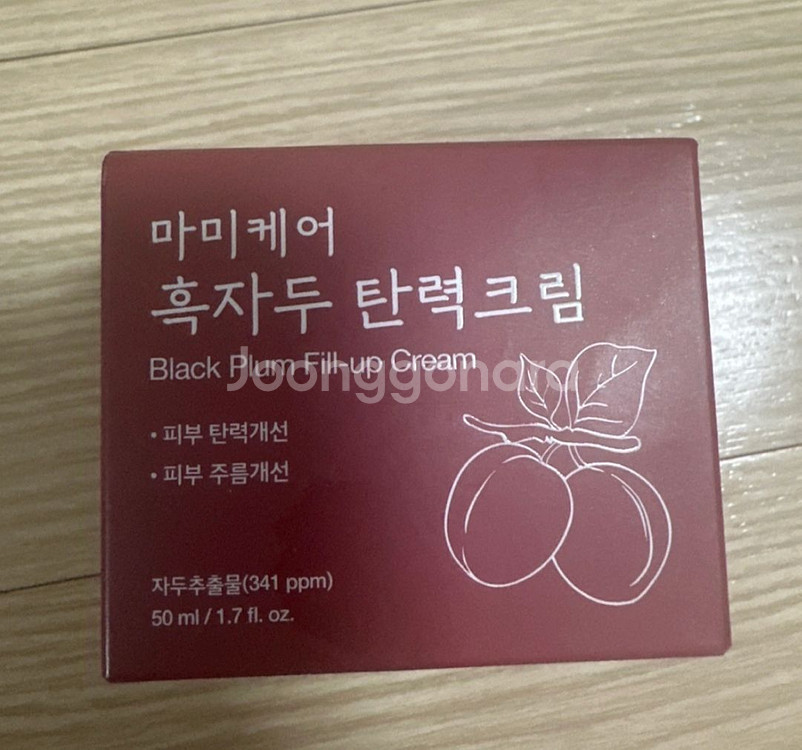 마미케어
흑자두 탄력크림
Black Plum Fill-up Cream
Joonggonara
• 피부 탄력개선
• 피부 주름개선
자두추출물(341 ppm)
50 ml / 1.7 fl. oz.